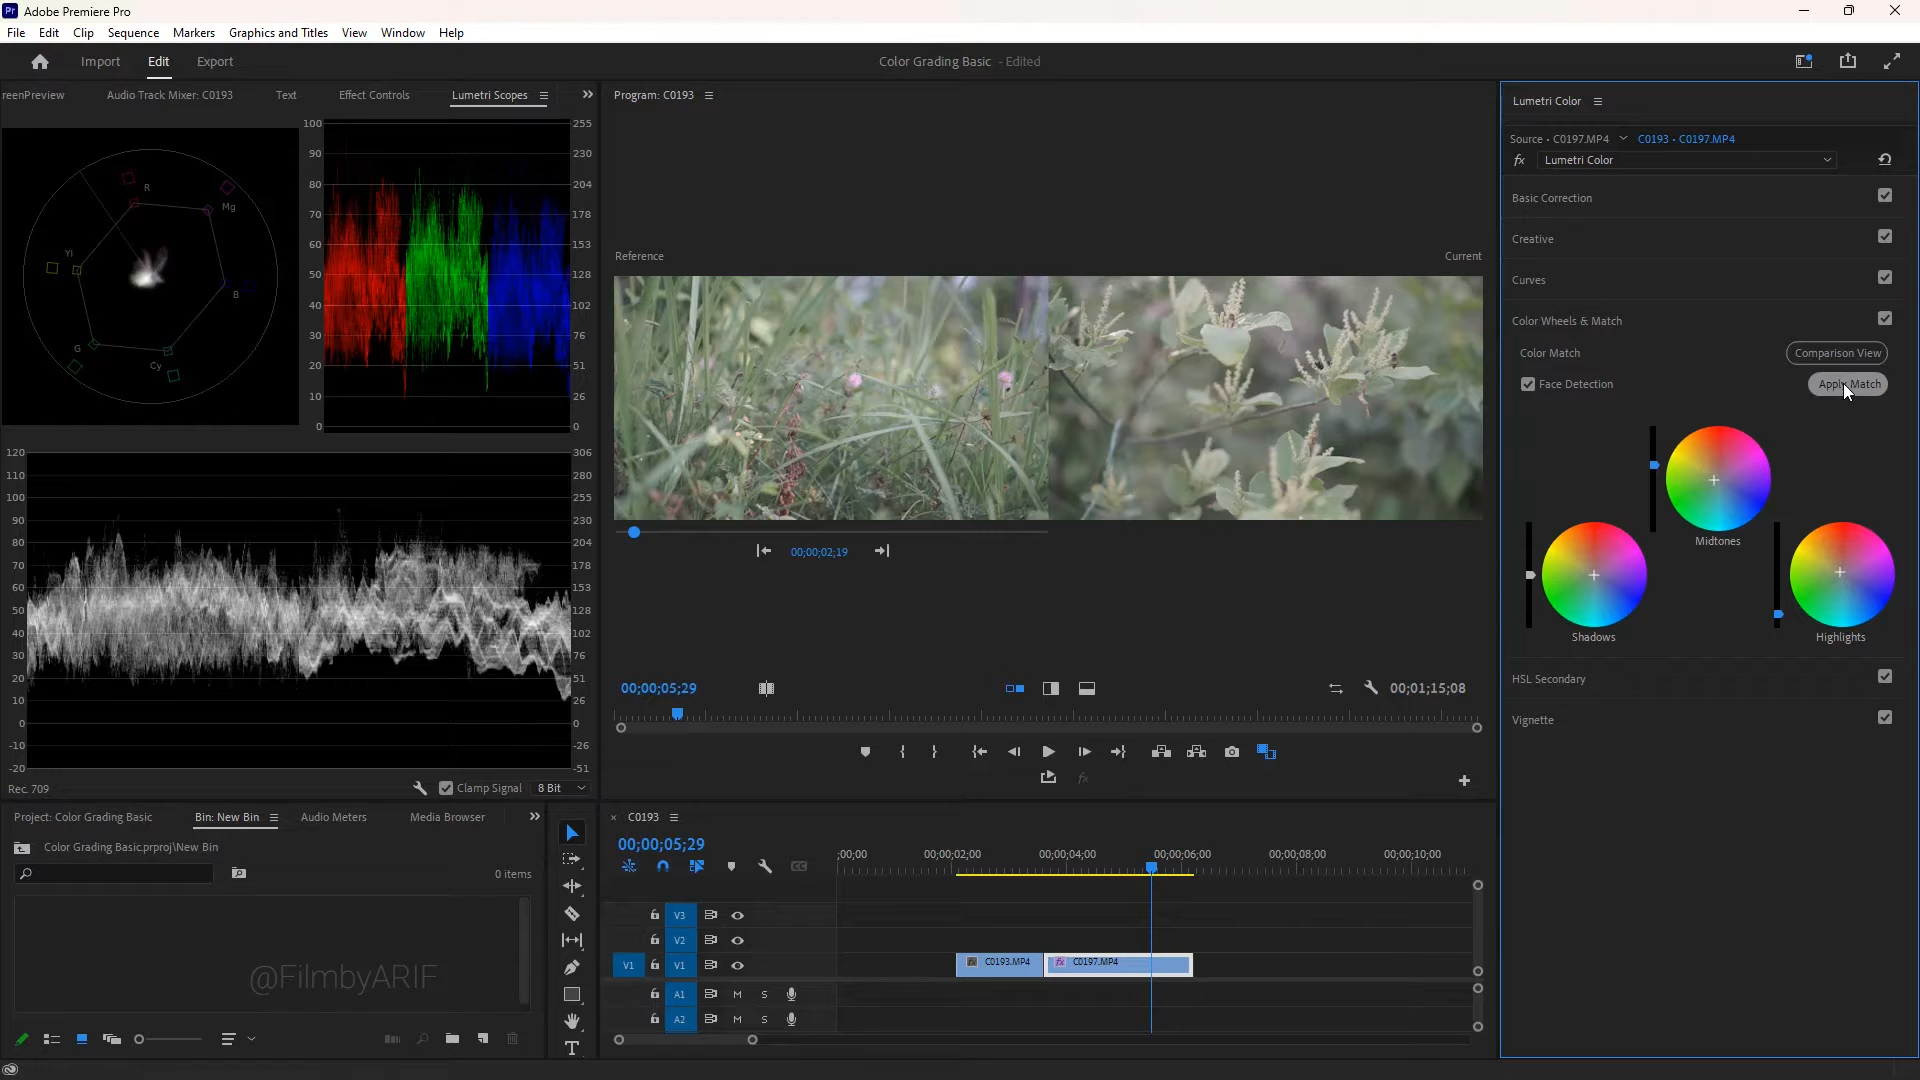 Pr Adobe Premiere Pro
File Edit Clip Sequence Markers Graphics and Titles View Window Help
Import Edit Export
Color Grading Basic - Edited
reenPreview Audio Track Mixer: C0193 Text Effect Controls Lumetri Scopes
Program: C0193
Lumetri Color
Source • C0197.MP4 C0193 • C0197.MP4
fx Lumetri Color
Basic Correction
Creative
Curves
Color Wheels & Match
Color Match Comparison View
Face Detection Apply Match
Midtones
Shadows
Highlights
HSL Secondary
Vignette
R
Mg
Yl
B
G
Cy
100 255
90 230
80 204
70 178
60 153
50 128
40 102
30 76
20 51
10 26
0 0
120 306
110 280
100 255
90 230
80 204
70 178
60 153
50 128
40 102
30 76
20 51
10 26
0 0
-10 -26
-20 -51
Rec. 709 Clamp Signal 8 Bit
Reference Current
00;00;02;19
00;00;05;29 00;01;15;08
fx
Project: Color Grading Basic Bin: New Bin Audio Meters Media Browser
Color Grading Basic.prproj\New Bin
0 items
@FilmbyARIF
C0193
00;00;05;29
;00;00 00;00;02;00 00;00;04;00 00;00;06;00 00;00;08;00 00;00;10;00
V3
V2
V1 V1
fx C0193.MP4 fx C0197.MP4
A1 M S
A2 M S